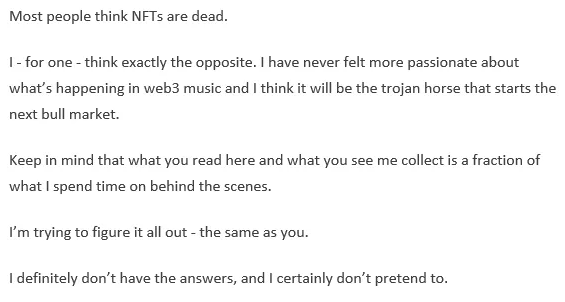 Most people think NFTs are dead.
I - for one - think exactly the opposite. I have never felt more passionate about
what's happening in web3 music and I think it will be the trojan horse that starts the
next bull market.
Keep in mind that what you read here and what you see me collect is a fraction of
what I spend time on behind the scenes.
I'm trying to figure it all out - the same as you.
I definitely don't have the answers, and I certainly don't pretend to.